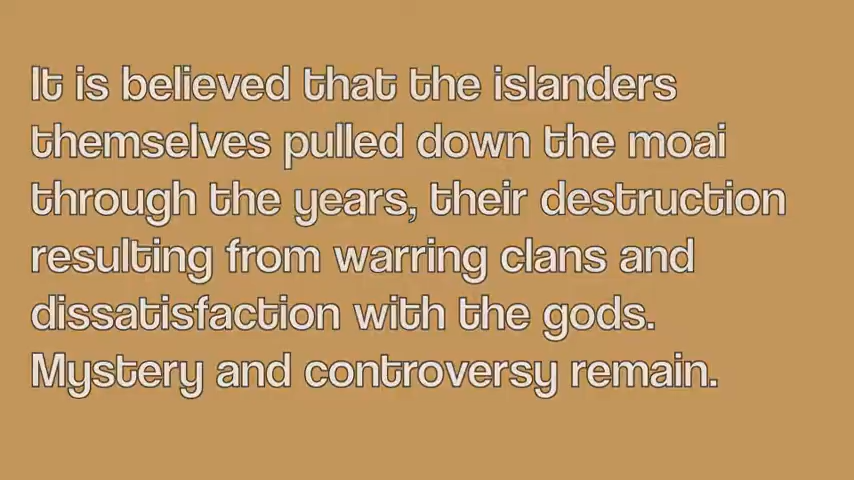 It is believed that the islanders
themselves pulled down the moai
through the years, their destruction
resulting from warring clans and
dissatisfaction with the gods.
Mystery and controversy remain.